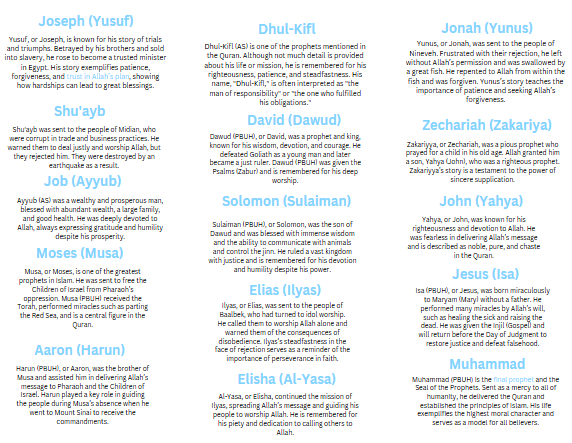 Joseph (Yusuf)
Yusuf, or Joseph, is known for his story of trials
and triumphs. Betrayed by his brothers and sold
into slavery, he rose to become a trusted minister
in Egypt. His story exemplifies patience,
forgiveness, and trust in Allah's plan, showing
how hardships can lead to great blessings.
Shu'ayb
Shu'ayb was sent to the people of Midian, who
were corrupt in trade and business practices. He
warned them to deal justly and worship Allah, but
they rejected him. They were destroyed by an
earthquake as a result.
Job (Ayyub)
Ayyub (AS) was a wealthy and prosperous man,
blessed with abundant wealth, a large family,
and good health. He was deeply devoted to
Allah, always expressing gratitude and humility
despite his prosperity.
Moses (Musa)
Musa, or Moses, is one of the greatest
prophets in Islam. He was sent to free the
Children of Israel from Pharaoh's
oppression. Musa (PBUH) received the
Torah, performed miracles such as parting
the Red Sea, and is a central figure in the
Quran.
Aaron (Harun)
Harun (PBUH), or Aaron, was the brother of
Musa and assisted him in delivering Allah's
message to Pharaoh and the Children of
Israel. Harun played a key role in guiding
the people during Musa's absence when he
went to Mount Sinai to receive the
commandments.
Dhul-Kifl
Dhul-Kifl (AS) is one of the prophets mentioned in
the Quran. Although not much detail is provided
about his life or mission, he is remembered for his
righteousness, patience, and steadfastness. His
name, "Dhul-Kifl," is often interpreted as "the
man of responsibility" or "the one who fulfilled
his obligations."
David (Dawud)
Dawud (PBUH), or David, was a prophet and king,
known for his wisdom, devotion, and courage. He
defeated Goliath as a young man and later
became a just ruler. Dawud (PBUH) was given the
Psalms (Zabur) and is remembered for his deep
worship.
Solomon (Sulaiman)
Sulaiman (PBUH), or Solomon, was the son of
Dawud and was blessed with immense wisdom
and the ability to communicate with animals
and control the jinn. He ruled a vast kingdom
with justice and is remembered for his devotion
and humility despite his power.
Elias (Ilyas)
Ilyas, or Elias, was sent to the people of
Baalbek, who had turned to idol worship.
He called them to worship Allah alone and
warned them of the consequences of
disobedience. Ilyas's steadfastness in the
face of rejection serves as a reminder of the
importance of perseverance in faith.
Elisha (Al-Yasa)
Al-Yasa, or Elisha, continued the mission of
Ilyas, spreading Allah's message and guiding his
people to worship Allah. He is remembered for
his piety and dedication to calling others to
Allah.
Jonah (Yunus)
Yunus, or Jonah, was sent to the people of
Nineveh. Frustrated with their rejection, he left
without Allah's permission and was swallowed by
a great fish. He repented to Allah from within the
fish and was forgiven. Yunus's story teaches the
importance of patience and seeking Allah's
forgiveness.
Zechariah (Zakariya)
Zakariyya, or Zechariah, was a pious prophet who
prayed for a child in his old age. Allah granted him
a son, Yahya (John), who was a righteous prophet.
Zakariyya's story is a testament to the power of
sincere supplication.
John (Yahya)
Yahya, or John, was known for his
righteousness and devotion to Allah. He
was fearless in delivering Allah's message
and is described as noble, pure, and chaste
in the Quran.
Jesus (Isa)
Isa (PBUH), or Jesus, was born miraculously
to Maryam (Mary) without a father. He
performed many miracles by Allah's will,
such as healing the sick and raising the
dead. He was given the Injil (Gospel) and
will return before the Day of Judgment to
restore justice and defeat falsehood.
Muhammad
Muhammad (PBUH) is the final prophet and the
Seal of the Prophets. Sent as a mercy to all of
humanity, he delivered the Quran and
established the principles of Islam. His life
exemplifies the highest moral character and
serves as a model for all believers.